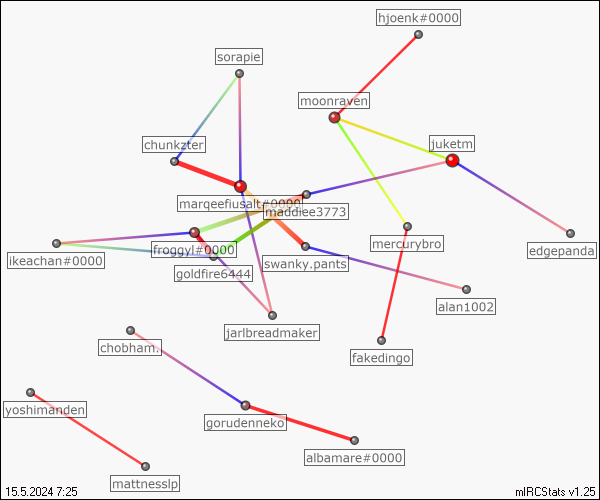 hjoenk#0000
sorapie
moonraven
chunkzter
juketm
marqeefiusalt#0000
maddiee3773
mercurybro
edgepanda
froggyl#0000
ikeachan#0000
swanky.pants
goldfire6444
alan1002
jarlbreadmaker
chobham.
fakedingo
yoshimanden
gorudenneko
albamare#0000
mattnesslp
15.5.2024 7:25
mIRCStats v1.25